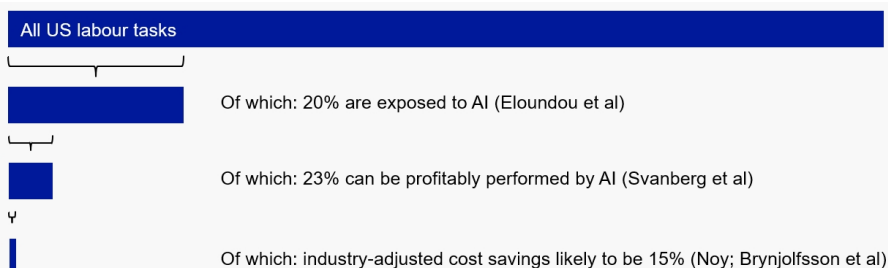 All US labour tasks
Of which: 20% are exposed to AI (Eloundou et al)
Of which: 23% can be profitably performed by AI (Svanberg et al)
Of which: industry-adjusted cost savings likely to be 15% (Noy; Brynjolfsson et al)